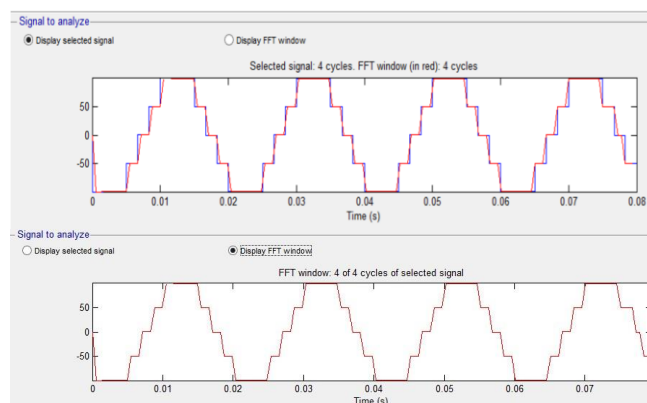 Signal to analyze
Display selected signal Display FFT window
Selected signal: 4 cycles. FFT window (in red): 4 cycles
50
0
-50
0 0.01 0.02 0.03 0.04 0.05 0.06 0.07 0.08
Time (s)
Signal to analyze
Display selected signal Display FFT window
FFT window: 4 of 4 cycles of selected signal
50
0
-50
0 0.01 0.02 0.03 0.04 0.05 0.06 0.07
Time (s)